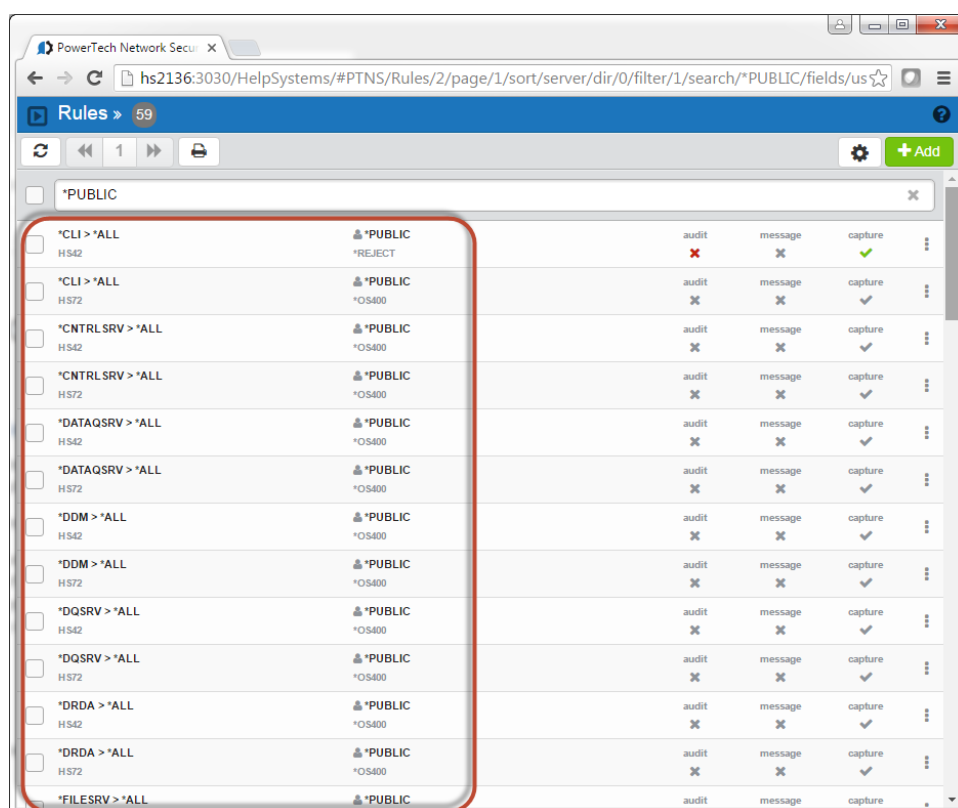 PowerTech Network Secur
hs2136:3030/HelpSystems/#PTNS/Rules/2/page/1/sort/server/dir/0/filter/1/search/*PUBLIC/fields/us
Rules » 59
1
Add
*PUBLIC
*CLI > *ALL *PUBLIC audit message capture
HS42 *REJECT
*CLI > *ALL *PUBLIC audit message capture
HS72 *OS400
*CNTRLSRV > *ALL *PUBLIC audit message capture
HS42 *OS400
*CNTRLSRV > *ALL *PUBLIC audit message capture
HS72 *OS400
*DATAQSRV > *ALL *PUBLIC audit message capture
HS42 *OS400
*DATAQSRV > *ALL *PUBLIC audit message capture
HS72 *OS400
*DDM > *ALL *PUBLIC audit message capture
HS42 *OS400
*DDM > *ALL *PUBLIC audit message capture
HS72 *OS400
*DQSRV > *ALL *PUBLIC audit message capture
HS42 *OS400
*DQSRV > *ALL *PUBLIC audit message capture
HS72 *OS400
*DRDA > *ALL *PUBLIC audit message capture
HS42 *OS400
*DRDA > *ALL *PUBLIC audit message capture
HS72 *OS400
*FILESRV > *ALL *PUBLIC audit message capture